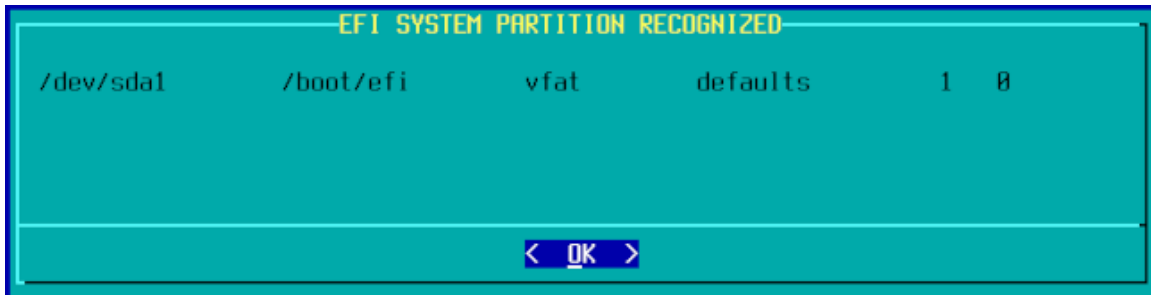 EFI SYSTEM PARTITION RECOGNIZED
/dev/sda1 /boot/efi vfat defaults 1 0
< OK >